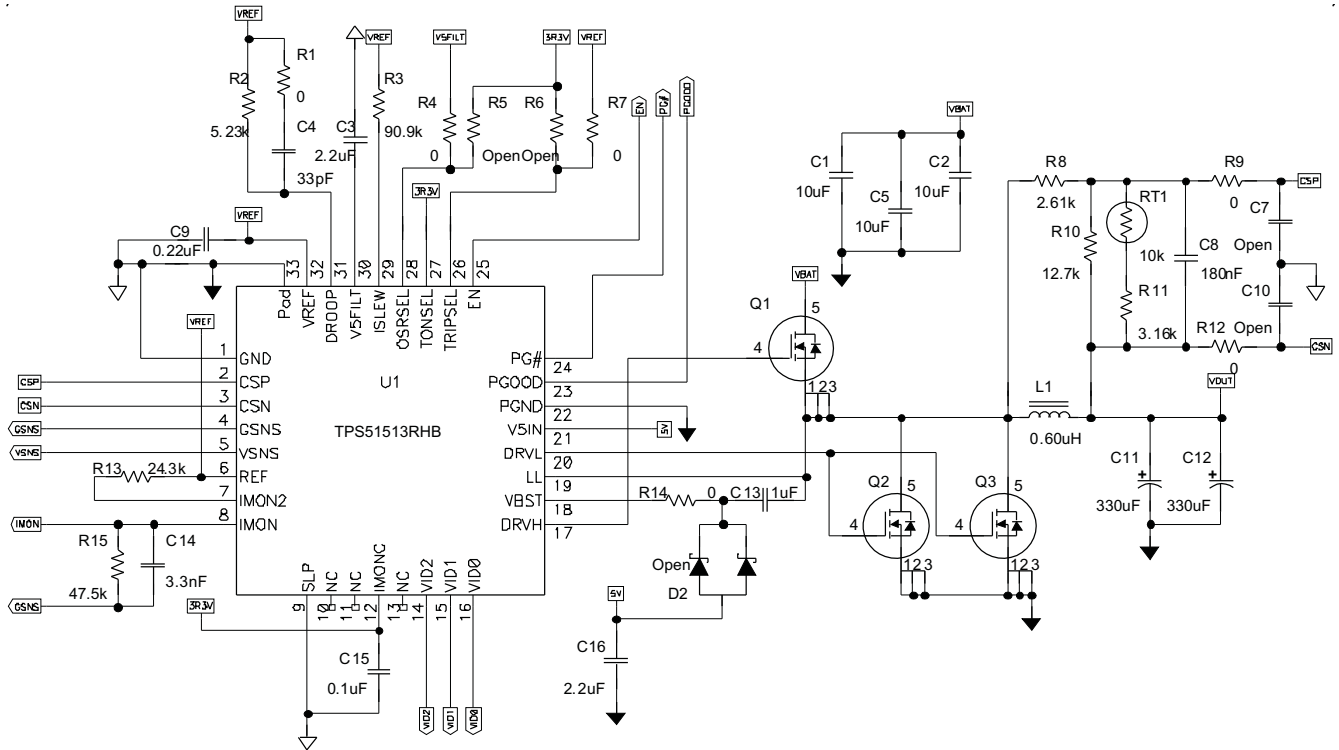 VREF
R1
0
R2
5.23k
C4
33pF
C3
2.2uF
VREF
R3
90.9k
V5FILT
3R3V
VREF
R4
0
R5
Open
R6
Open
R7
0
3R3V
EN
PG#
PGOOD
VREF
C9
0.22uF
33 32 31 30 29 28 27 26 25
Pad
VREF
DROOP
V5FILT
ISLEW
OSRSEL
TONSEL
TRIPSEL
EN
VREF
U1
TPS51513RHB
1 GND
CSP 2 CSP
CSN 3 CSN
GSNS 4 GSNS
VSNS 5 VSNS
6 REF
7 IMON2
IMON 8 IMON
R13 24.3k
R15
47.5k
C14
3.3nF
GSNS
3R3V
PG# 24
PGOOD 23
PGND 22
V5IN 21
DRVL 20
LL 19
VBST 18
DRVH 17
5V
SLP
NC
NC
IMONC
NC
VID2
VID1
VID0
9 10 11 12 13 14 15 16
C15
0.1uF
VID2
VID1
VID0
R14 0
C13 1uF
Open
D2
5V
C16
2.2uF
VBAT
C1
10uF
C5
10uF
C2
10uF
VBAT
Q1
5
4
123
Q2
5
4
123
Q3
5
4
123
L1
0.60uH
R8
2.61k
R10
12.7k
RT1
10k
R11
3.16k
C8
180nF
R9
0
CSP
C7
Open
C10
Open
R12
0
CSN
VOUT
C11
+
330uF
C12
+
330uF